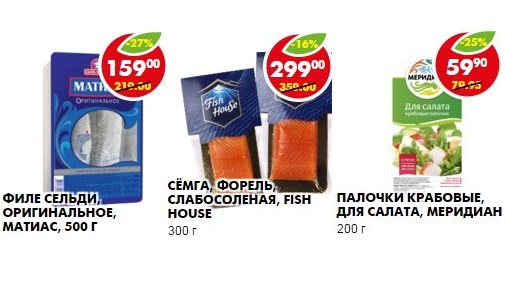 -27%
159 00
219.00
МАТИАС
ОРИГИНАЛЬНОЕ
ФИЛЕ СЕЛЬДИ,
ОРИГИНАЛЬНОЕ,
МАТИАС, 500 Г
-16%
299 00
359.00
Fish
House
СЁМГА, ФОРЕЛЬ,
СЛАБОСОЛЕНАЯ, FISH
HOUSE
300 г
-25%
59 90
79.95
МЕРИДИАН
Для салата
крабовые палочки
ПАЛОЧКИ КРАБОВЫЕ,
ДЛЯ САЛАТА, МЕРИДИАН
200 г